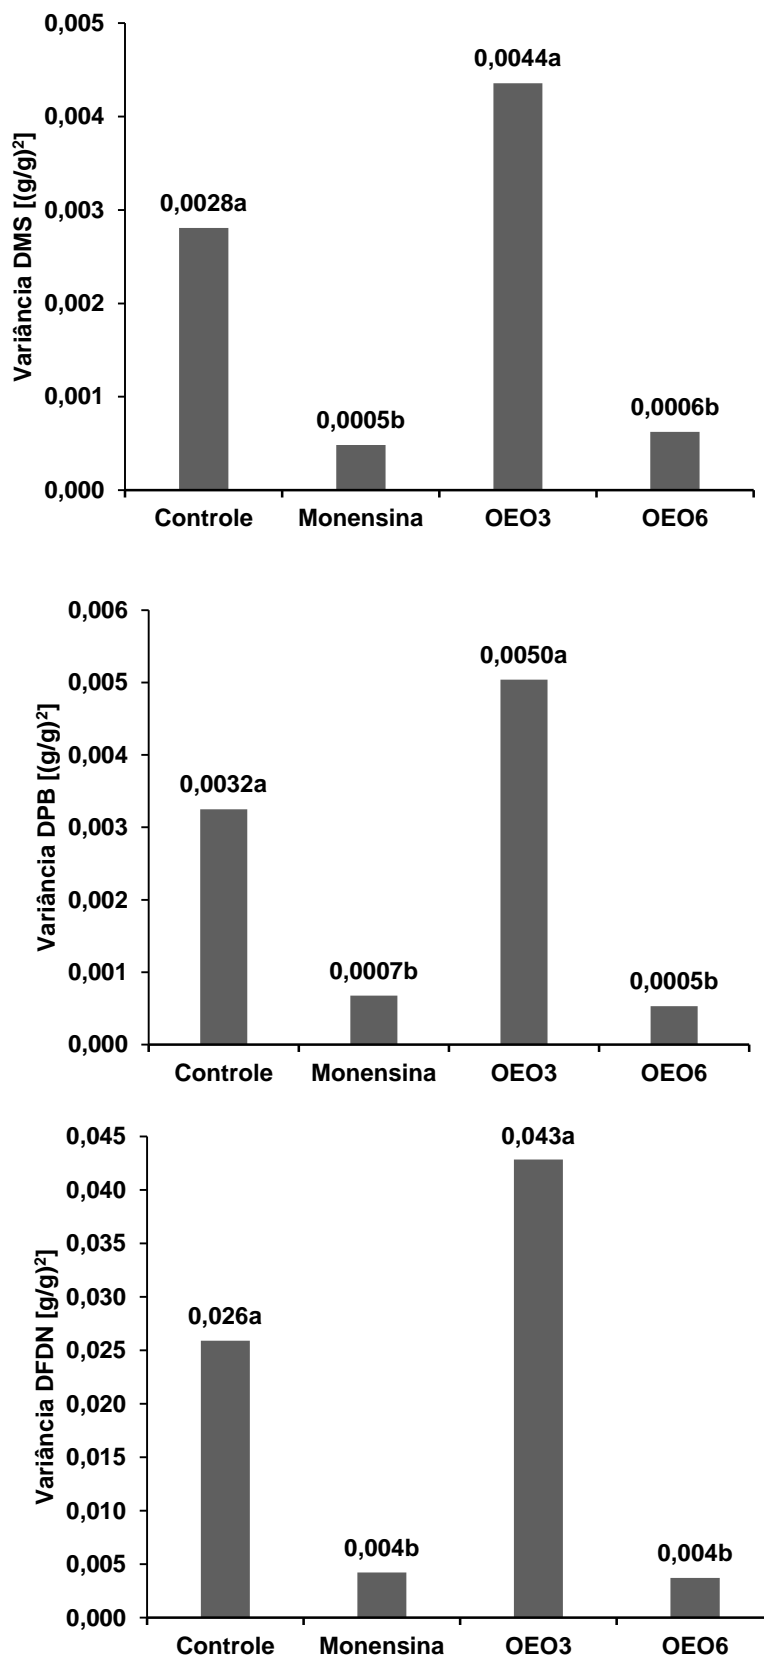 0,005
0,004
0,003
0,002
0,001
0,000
Variância DMS [(g/g)²]
0,0028a
0,0005b
0,0044a
0,0006b
Controle Monensina OEO3 OEO6
0,006
0,005
0,004
0,003
0,002
0,001
0,000
Variância DPB [(g/g)²]
0,0032a
0,0007b
0,0050a
0,0005b
Controle Monensina OEO3 OEO6
0,045
0,040
0,035
0,030
0,025
0,020
0,015
0,010
0,005
0,000
Variância DFDN [g/g)²]
0,026a
0,004b
0,043a
0,004b
Controle Monensina OEO3 OEO6